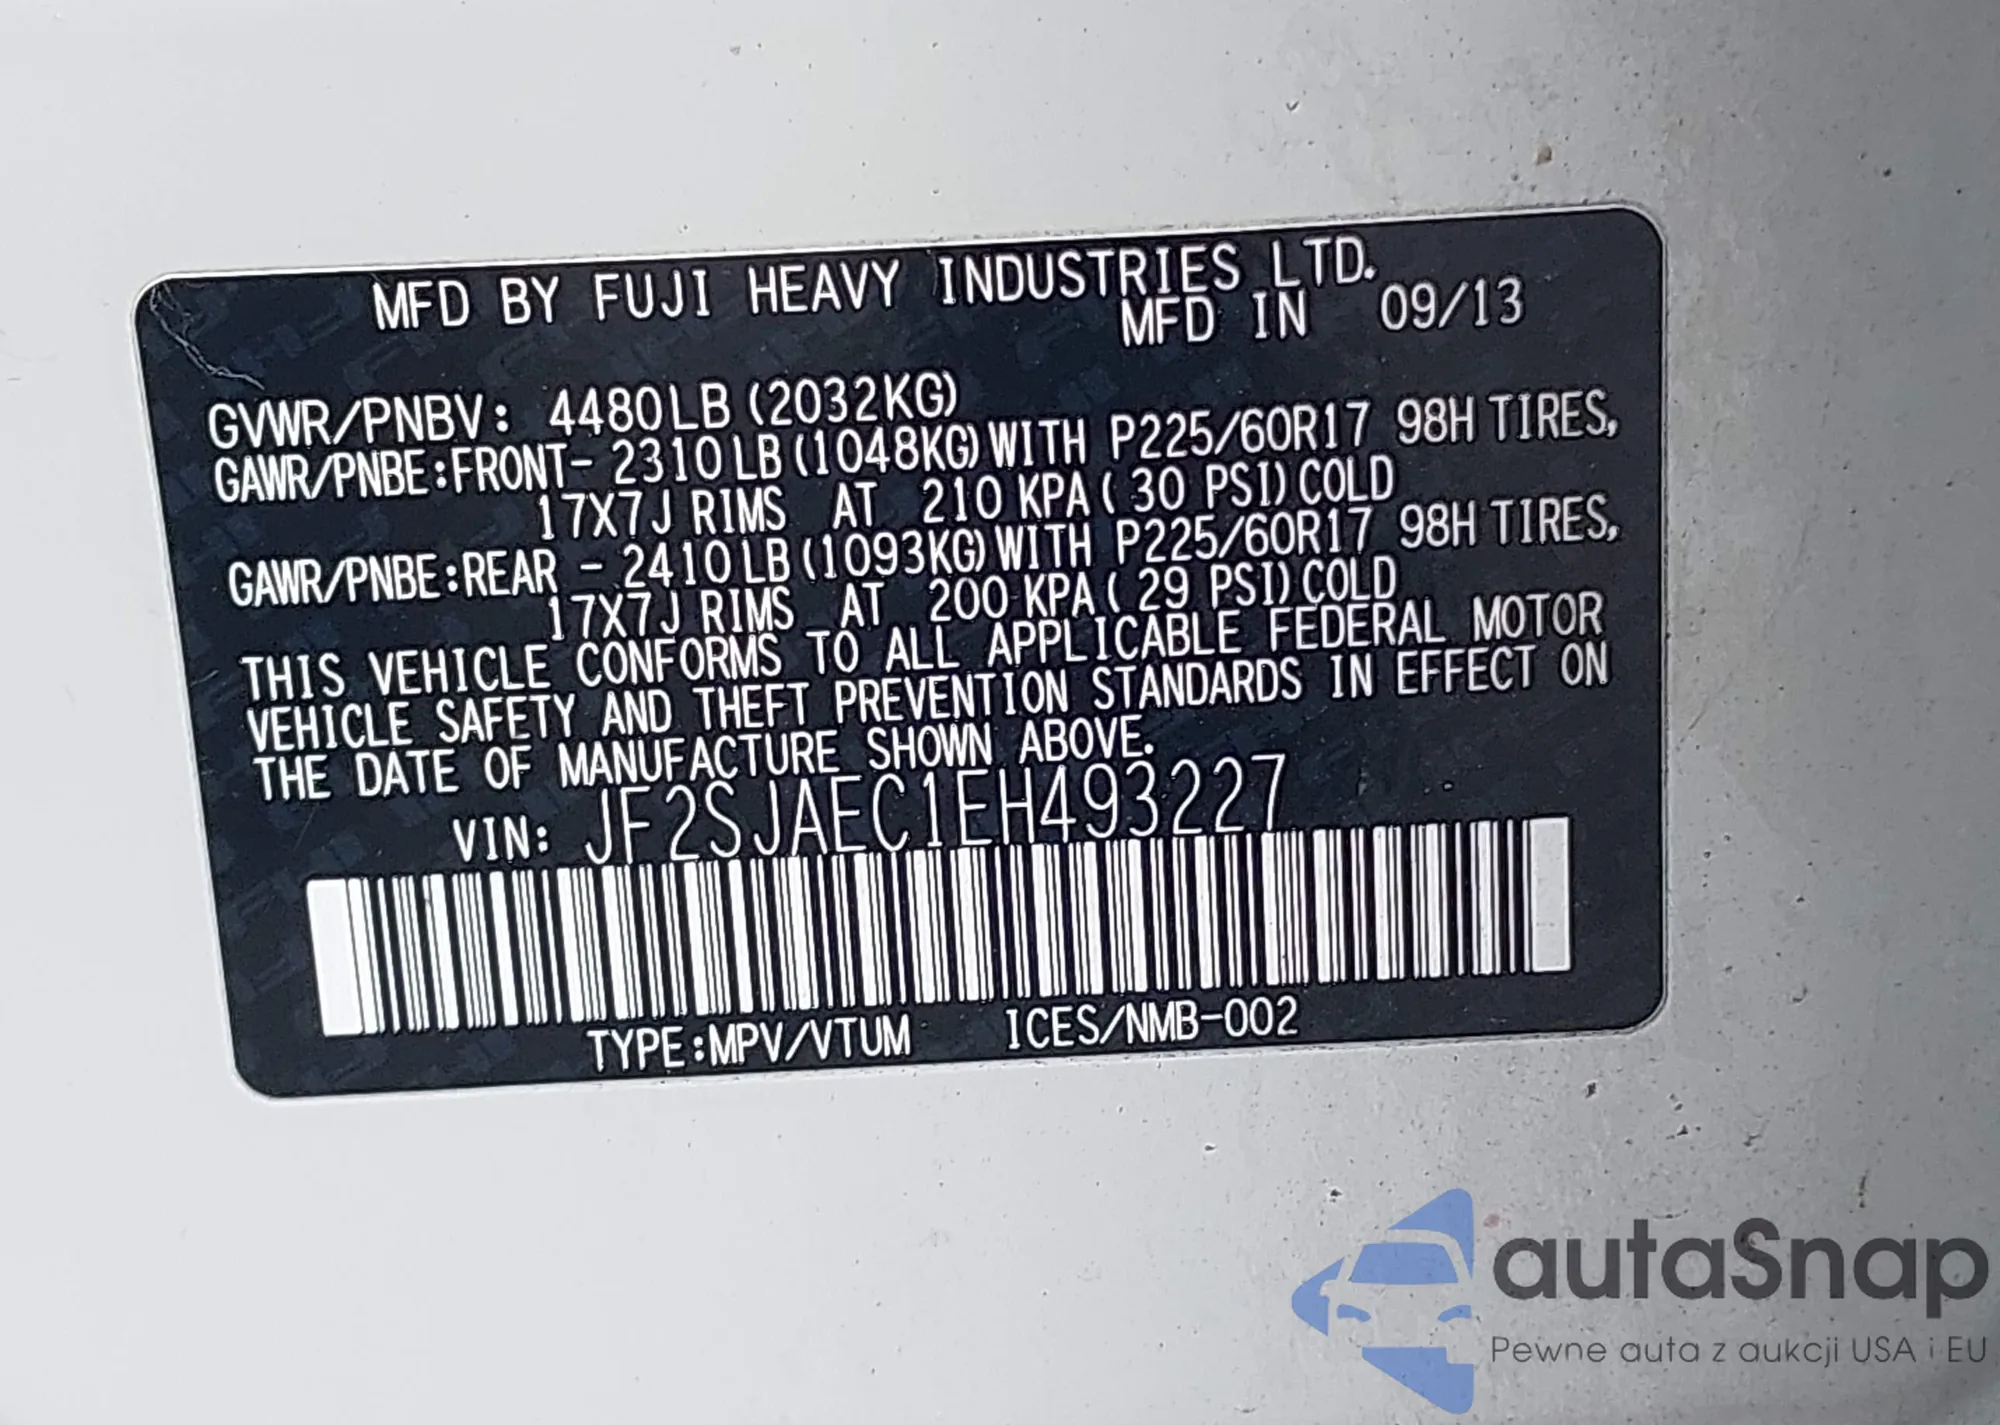 MFD BY FUJI HEAVY INDUSTRIES LTD.
MFD IN 09/13
GVWR/PNBV: 4480LB (2032KG)
GAWR/PNBE:FRONT- 2310LB (1048KG) WITH P225/60R17 98H TIRES,
17X7J RIMS AT 210 KPA ( 30 PSI) COLD
GAWR/PNBE:REAR - 2410LB (1093KG) WITH P225/60R17 98H TIRES,
17X7J RIMS AT 200 KPA ( 29 PSI) COLD
THIS VEHICLE CONFORMS TO ALL APPLICABLE FEDERAL MOTOR
VEHICLE SAFETY AND THEFT PREVENTION STANDARDS IN EFFECT ON
THE DATE OF MANUFACTURE SHOWN ABOVE.
VIN: JF2SJAEC1EH493227
TYPE:MPV/VTUM ICES/NMB-002
autaSnap
Pewne auta z aukcji USA i EU